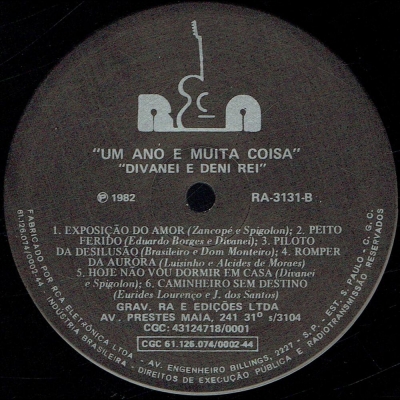 RCA
"UM ANO E MUITA COISA"
"DIVANEI E DENI REI"
℗ 1982
RA-3131-B
1. EXPOSIÇÃO DO AMOR (Zancopé e Spigolon); 2. PEITO
FERIDO (Eduardo Borges e Divanei); 3. PILOTO
DA DESILUSÃO (Brasileiro e Dom Monteiro); 4. ROMPER
DA AURORA (Luisinho e Alcides de Moraes)
5. HOJE NÃO VOU DORMIR EM CASA (Divanei
e Spigolon); 6. CAMINHEIRO SEM DESTINO
(Eurides Lourenço e J. dos Santos)
GRAV. RA E EDIÇÕES LTDA
AV. PRESTES MAIA, 241 31º s/3104
CGC: 43124718/0001
CGC 61.126.074/0002-44
FABRICADO POR RCA ELETRÔNICA LTDA. - AV. ENGENHEIRO BILLINGS, 2227 - S.P. - EST. S. PAULO - C.G.C.
61.126.074/0002-44 INDÚSTRIA BRASILEIRA - DIREITOS DE EXECUÇÃO PÚBLICA E RADIOTRANSMISSÃO RESERVADOS